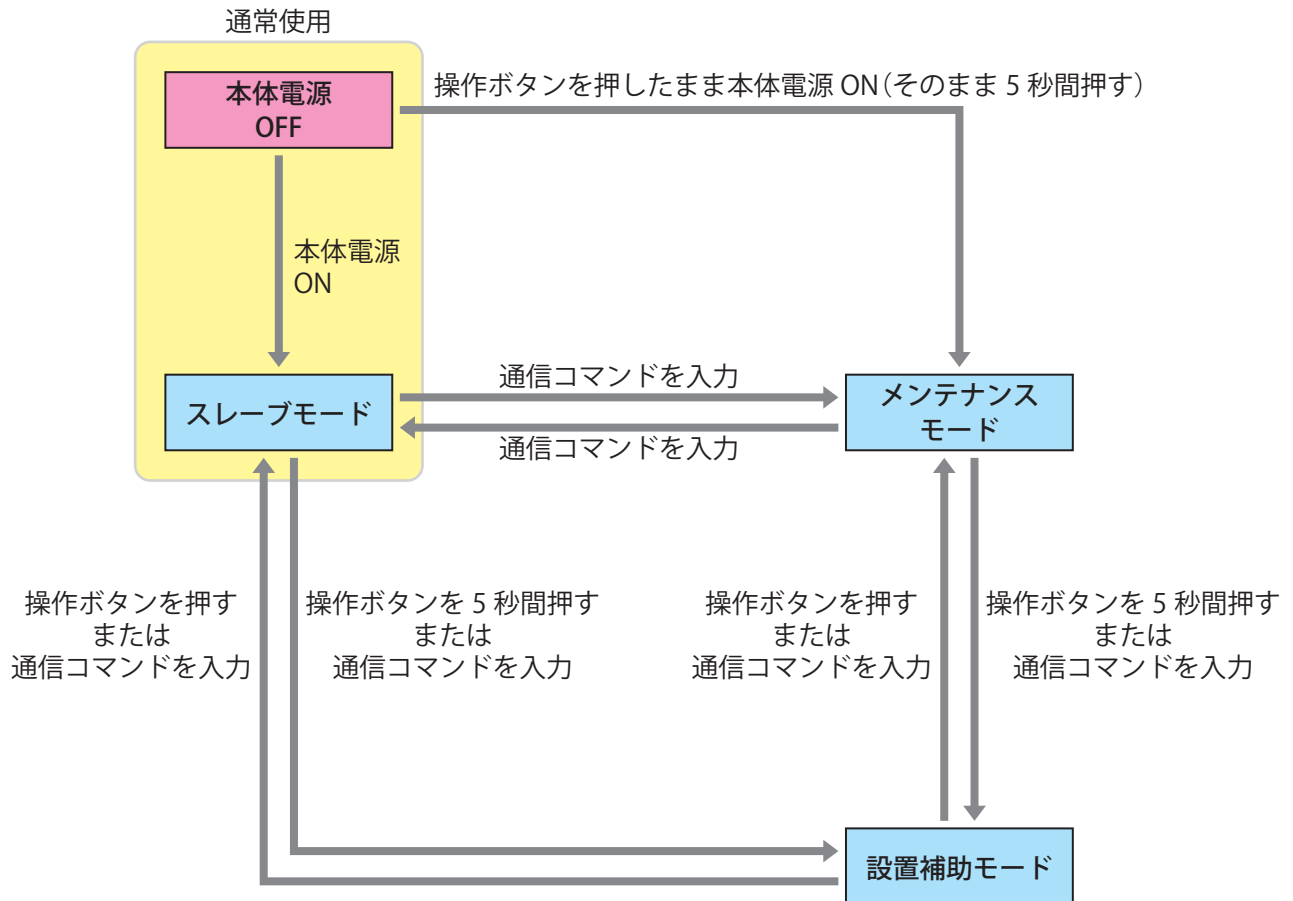 通常使用
本体電源
OFF
操作ボタンを押したまま本体電源 ON（そのまま 5 秒間押す）
本体電源
ON
スレーブモード
通信コマンドを入力
通信コマンドを入力
メンテナンス
モード
操作ボタンを押す
または
通信コマンドを入力
操作ボタンを 5 秒間押す
または
通信コマンドを入力
操作ボタンを押す
または
通信コマンドを入力
操作ボタンを 5 秒間押す
または
通信コマンドを入力
設置補助モード